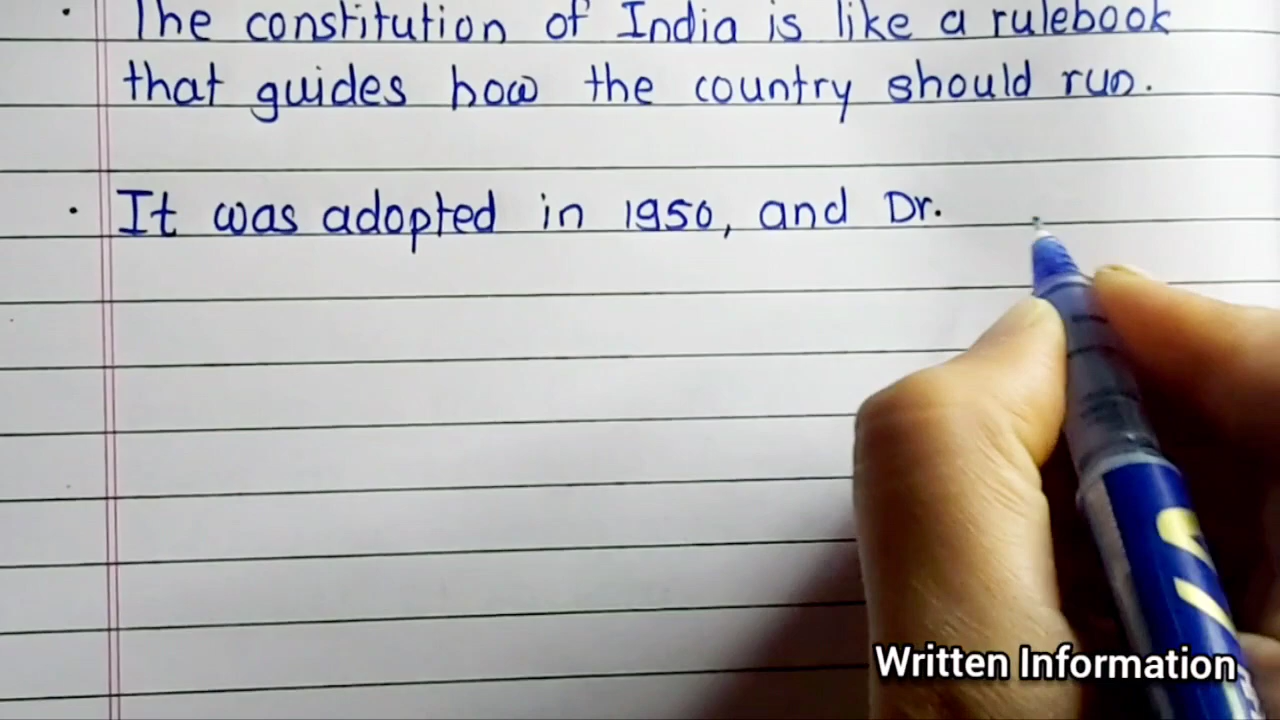 • The constitution of India is like a rulebook
that guides how the country should run.
• It was adopted in 1950, and Dr.
Written Information